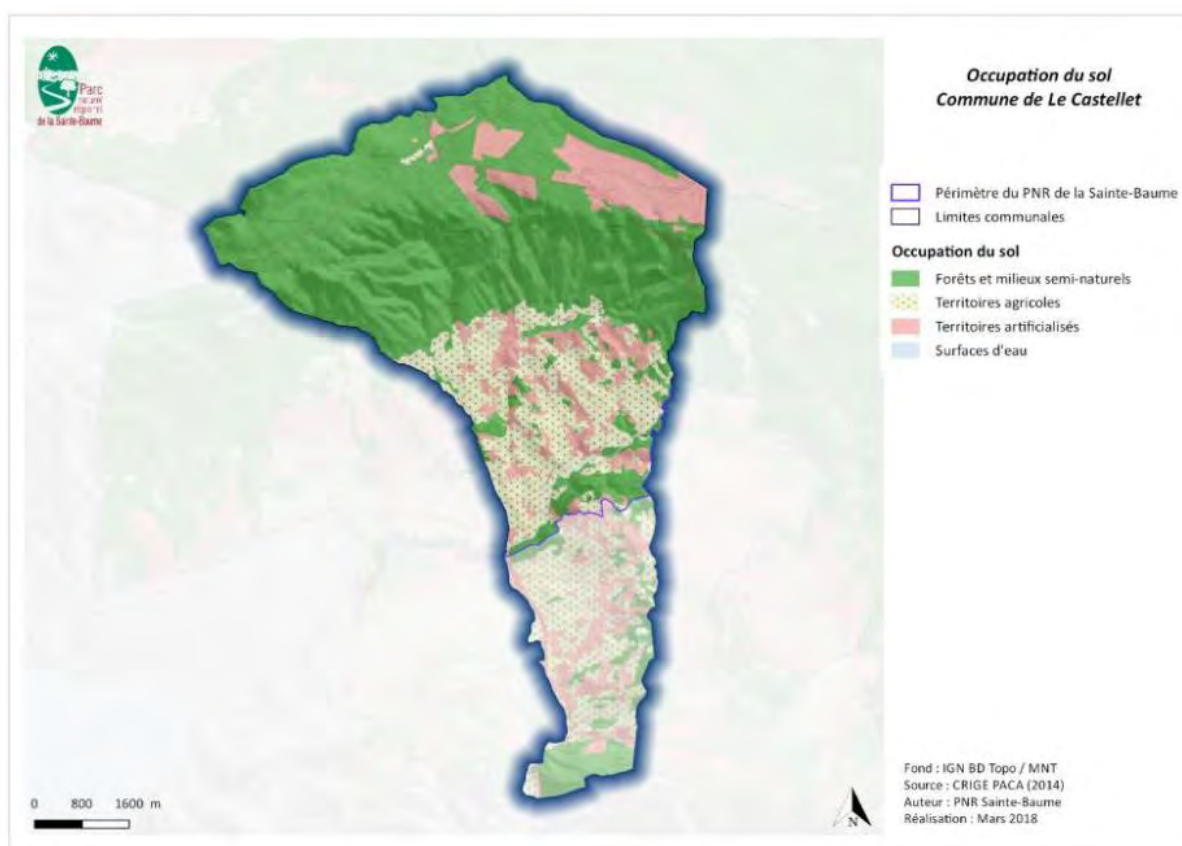 Parc
naturel
régional
de la Sainte-Baume
Occupation du sol
Commune de Le Castellet
Périmètre du PNR de la Sainte-Baume
Limites communales
Occupation du sol
Forêts et milieux semi-naturels
Territoires agricoles
Territoires artificialisés
Surfaces d'eau
0 800 1600 m
N
Fond : IGN BD Topo / MNT
Source : CRIGE PACA (2014)
Auteur : PNR Sainte-Baume
Réalisation : Mars 2018